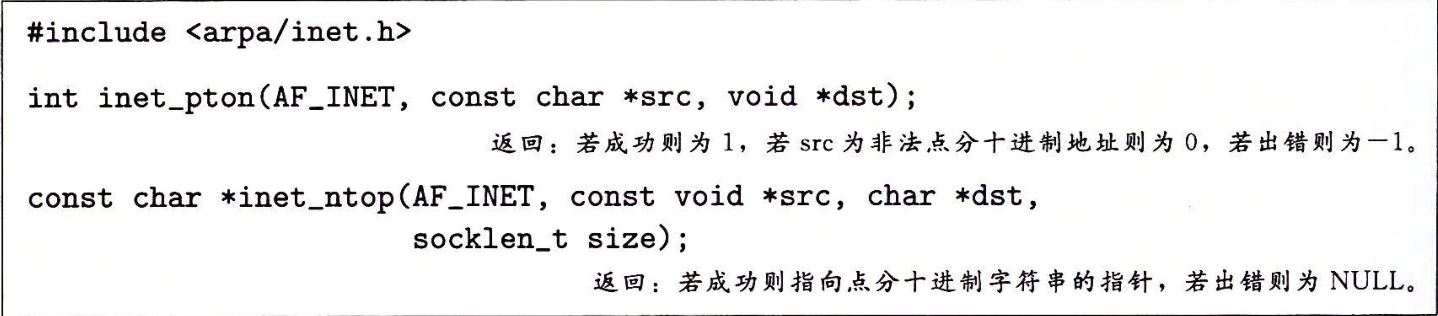 #include <arpa/inet.h>
int inet_pton(AF_INET, const char *src, void *dst);
返回：若成功则为 1，若 src 为非法点分十进制地址则为 0，若出错则为－1。
const char *inet_ntop(AF_INET, const void *src, char *dst,
socklen_t size);
返回：若成功则指向点分十进制字符串的指针，若出错则为 NULL。